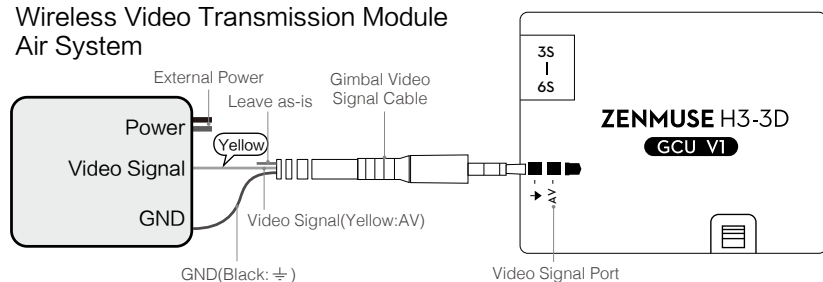 Wireless Video Transmission Module
Air System
External Power
Leave as-is
Gimbal Video
Signal Cable
Power
Yellow
Video Signal
GND
Video Signal(Yellow:AV)
GND(Black: ⏚)
3S
|
6S
ZENMUSE H3-3D
GCU V1
AV
Video Signal Port